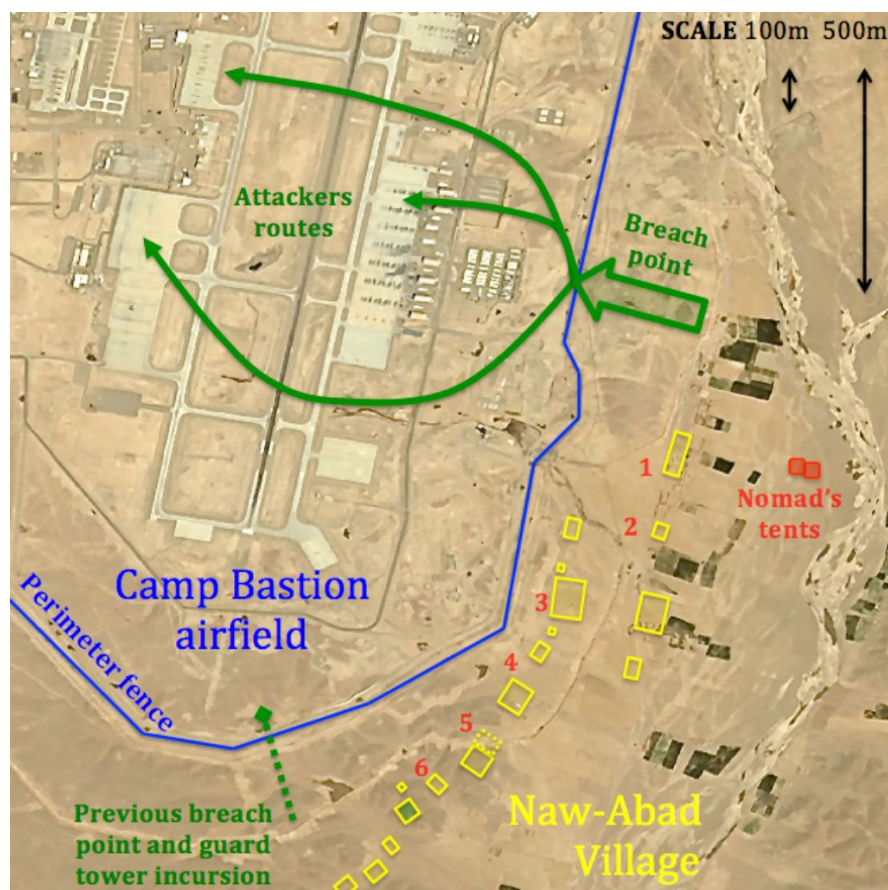 SCALE 100m 500m
Attackers
routes
Breach
point
1
Nomad's
tents
2
Camp Bastion
airfield
3
Perimeter fence
4
5
6
Previous breach
point and guard
tower incursion
Naw-Abad
Village